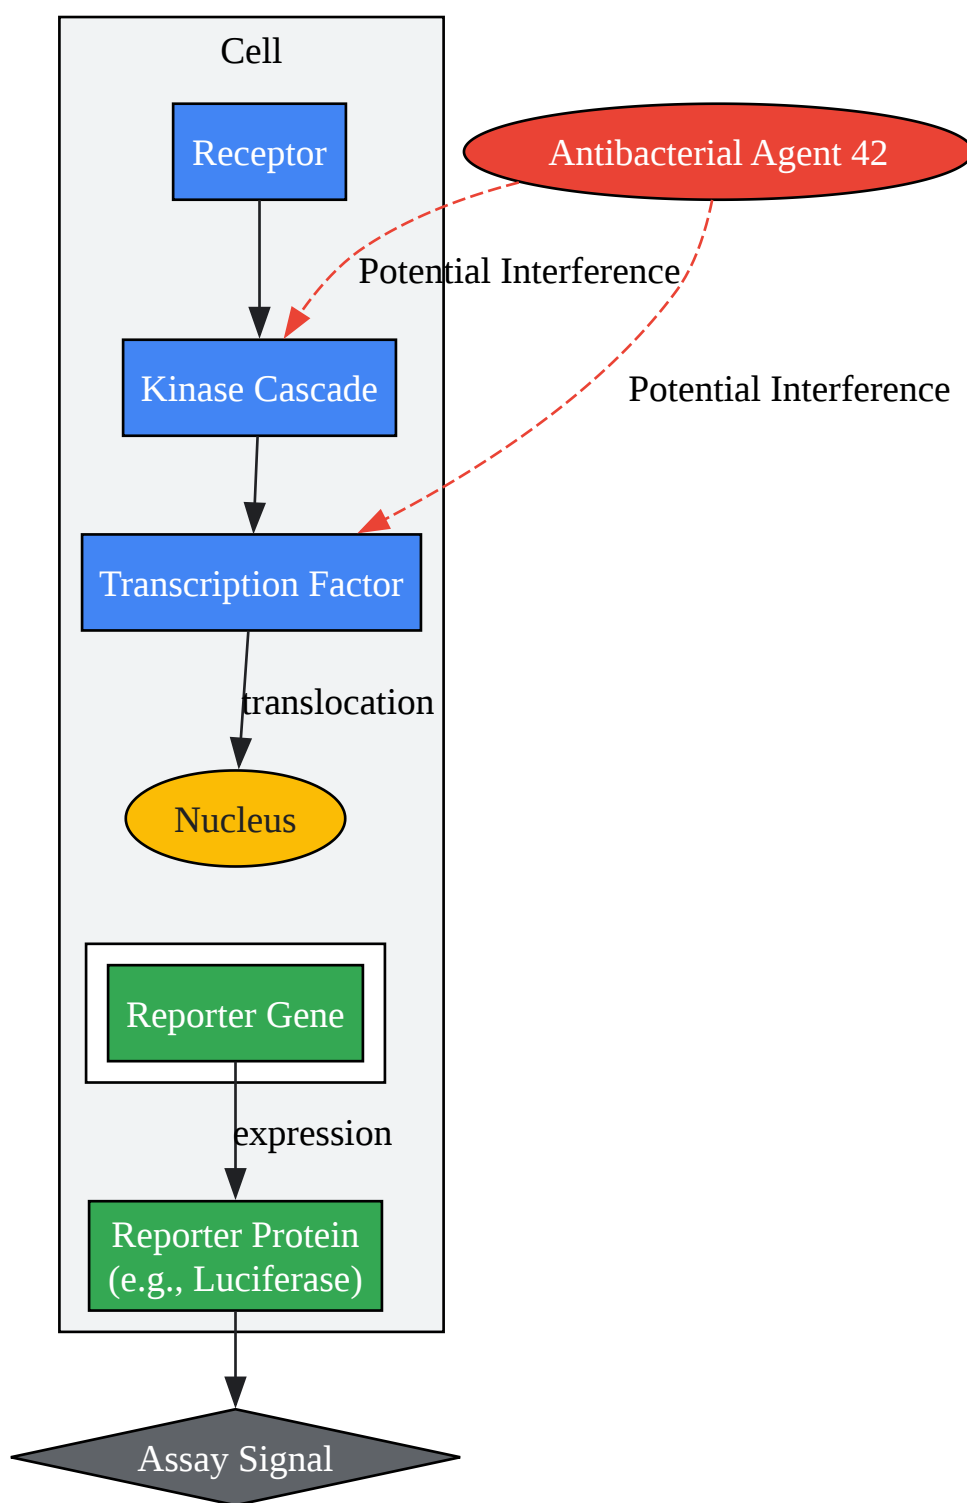 Cell
Receptor
Antibacterial Agent 42
Potential Interference
Kinase Cascade
Potential Interference
Transcription Factor
translocation
Nucleus
Reporter Gene
expression
Reporter Protein
(e.g., Luciferase)
Assay Signal